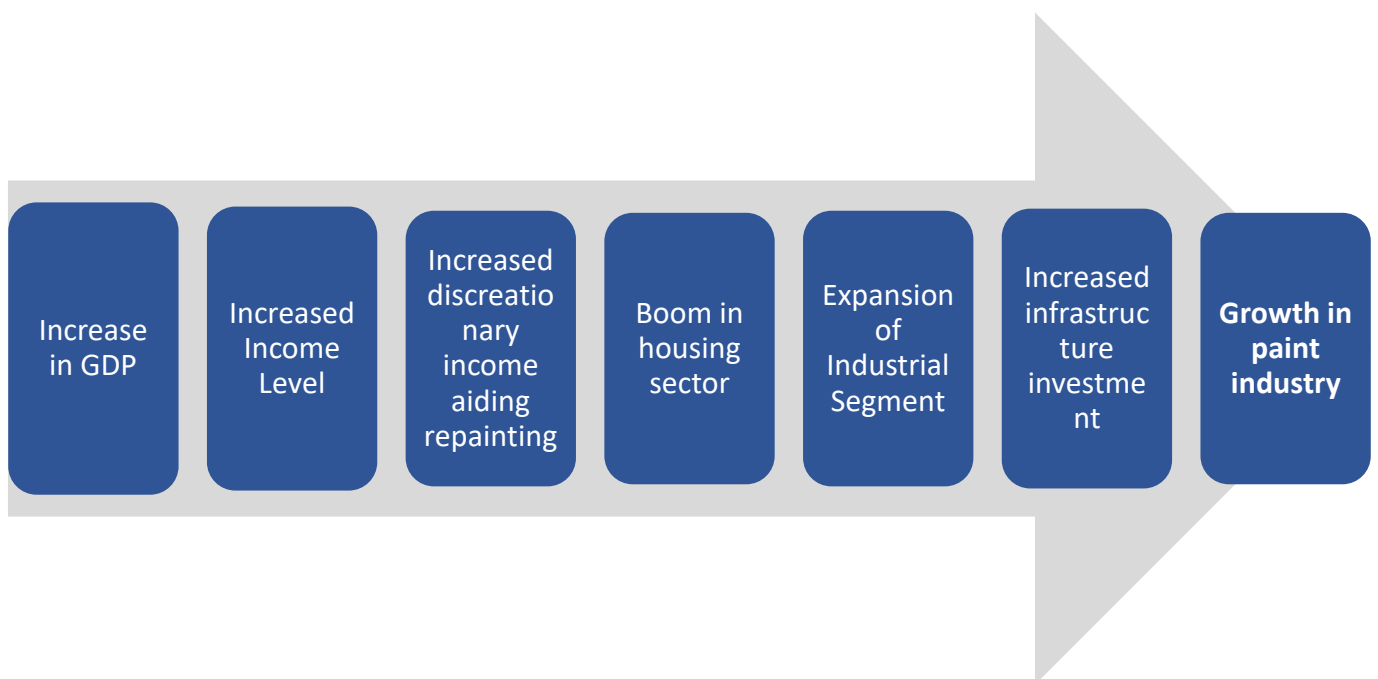 Increase
in GDP
Increased
Income
Level
Increased
discreatio
nary
income
aiding
repainting
Boom in
housing
sector
Expansion
of
Industrial
Segment
Increased
infrastruc
ture
investme
nt
Growth in
paint
industry